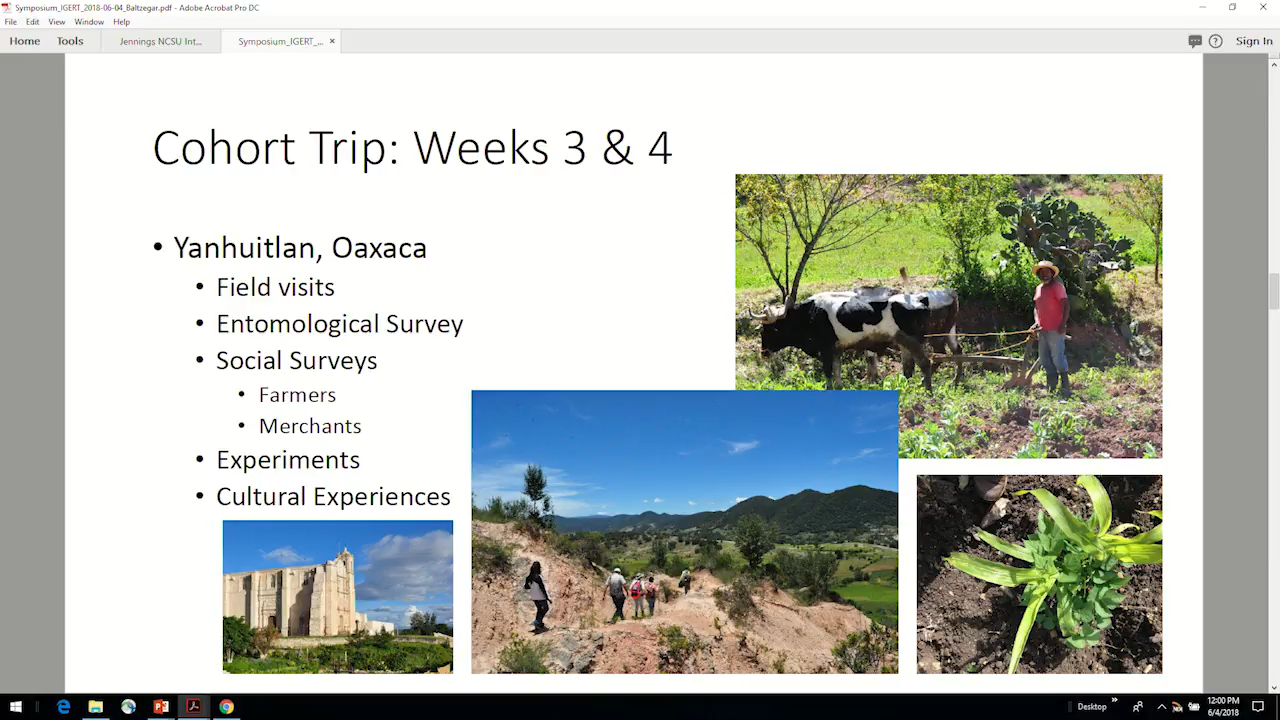 Symposium_IGERT_2018-06-04_Baltzegar.pdf - Adobe Acrobat Pro DC
File Edit View Window Help
Home Tools Jennings NCSU Int... Symposium_IGERT_... × Sign In
Cohort Trip: Weeks 3 & 4
• Yanhuitlan, Oaxaca
• Field visits
• Entomological Survey
• Social Surveys
• Farmers
• Merchants
• Experiments
• Cultural Experiences
Desktop
12:00 PM
6/4/2018